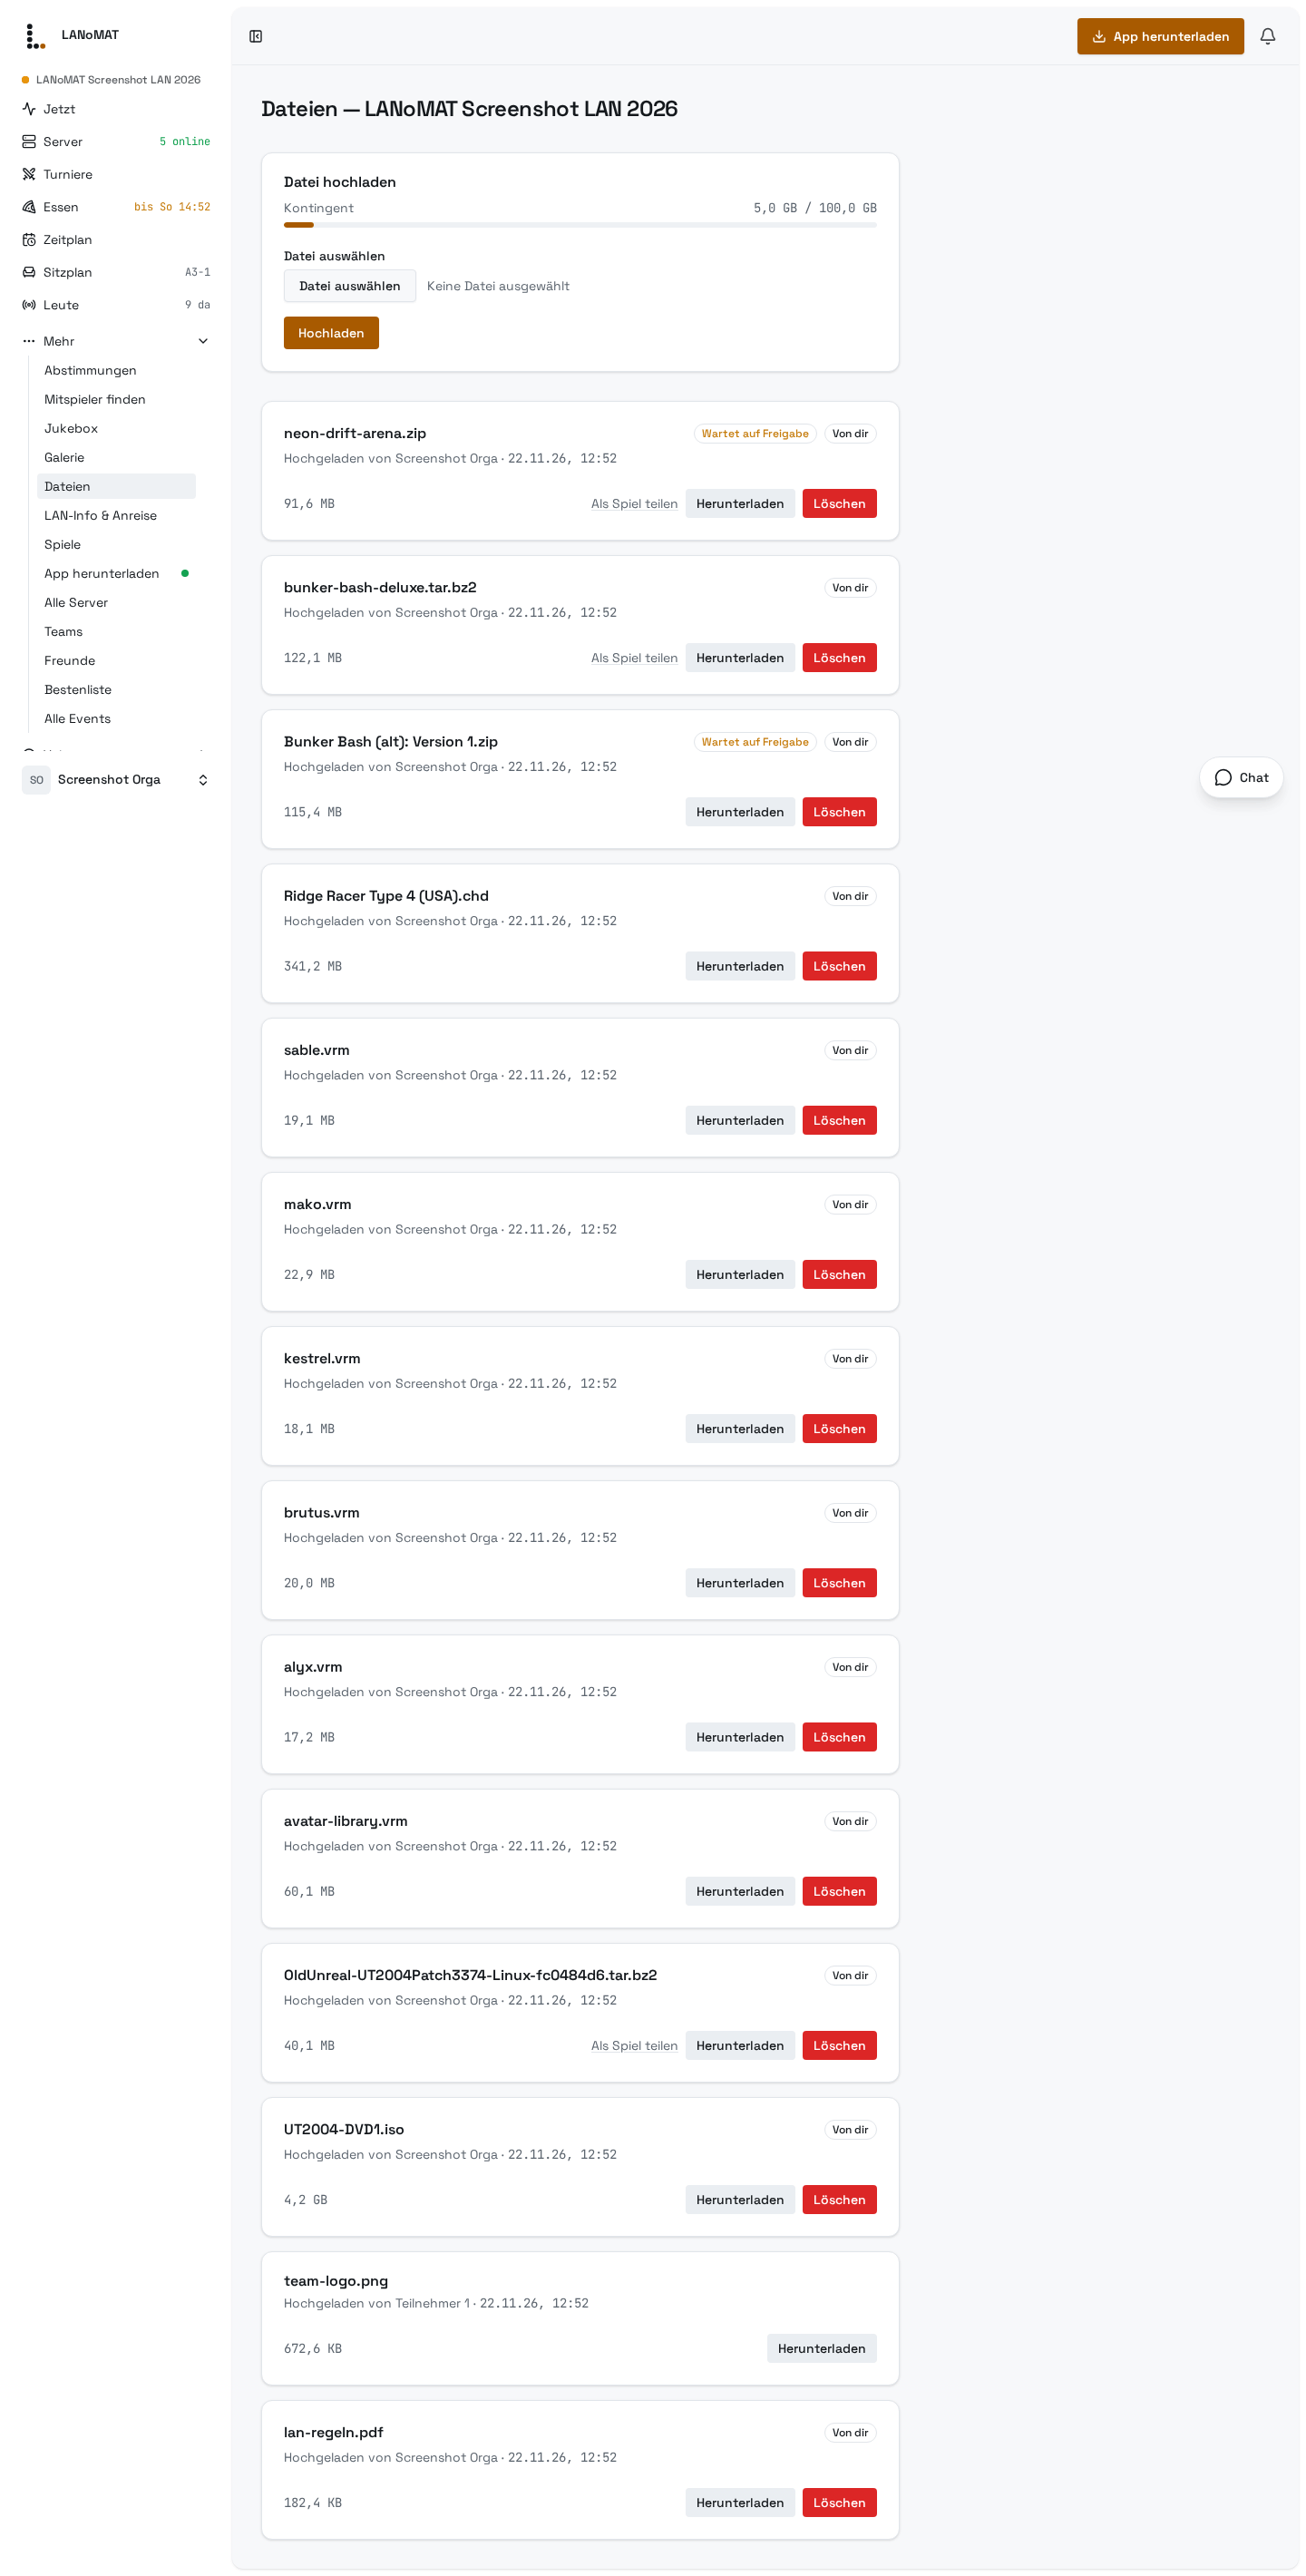 LANoMAT
App herunterladen
LANoMAT Screenshot LAN 2026
Jetzt
Server 5 online
Turniere
Essen bis So 14:52
Zeitplan
Sitzplan A3-1
Leute 9 da
Mehr
Abstimmungen
Mitspieler finden
Jukebox
Galerie
Dateien
LAN-Info & Anreise
Spiele
App herunterladen
Alle Server
Teams
Freunde
Bestenliste
Alle Events
SO Screenshot Orga
Dateien — LANoMAT Screenshot LAN 2026
Datei hochladen
Kontingent 5,0 GB / 100,0 GB
Datei auswählen
Datei auswählen Keine Datei ausgewählt
Hochladen
neon-drift-arena.zip Wartet auf Freigabe Von dir
Hochgeladen von Screenshot Orga · 22.11.26, 12:52
91,6 MB Als Spiel teilen Herunterladen Löschen
bunker-bash-deluxe.tar.bz2 Von dir
Hochgeladen von Screenshot Orga · 22.11.26, 12:52
122,1 MB Als Spiel teilen Herunterladen Löschen
Bunker Bash (alt): Version 1.zip Wartet auf Freigabe Von dir
Hochgeladen von Screenshot Orga · 22.11.26, 12:52
115,4 MB Herunterladen Löschen
Chat
Ridge Racer Type 4 (USA).chd Von dir
Hochgeladen von Screenshot Orga · 22.11.26, 12:52
341,2 MB Herunterladen Löschen
sable.vrm Von dir
Hochgeladen von Screenshot Orga · 22.11.26, 12:52
19,1 MB Herunterladen Löschen
mako.vrm Von dir
Hochgeladen von Screenshot Orga · 22.11.26, 12:52
22,9 MB Herunterladen Löschen
kestrel.vrm Von dir
Hochgeladen von Screenshot Orga · 22.11.26, 12:52
18,1 MB Herunterladen Löschen
brutus.vrm Von dir
Hochgeladen von Screenshot Orga · 22.11.26, 12:52
20,0 MB Herunterladen Löschen
alyx.vrm Von dir
Hochgeladen von Screenshot Orga · 22.11.26, 12:52
17,2 MB Herunterladen Löschen
avatar-library.vrm Von dir
Hochgeladen von Screenshot Orga · 22.11.26, 12:52
60,1 MB Herunterladen Löschen
OldUnreal-UT2004Patch3374-Linux-fc0484d6.tar.bz2 Von dir
Hochgeladen von Screenshot Orga · 22.11.26, 12:52
40,1 MB Als Spiel teilen Herunterladen Löschen
UT2004-DVD1.iso Von dir
Hochgeladen von Screenshot Orga · 22.11.26, 12:52
4,2 GB Herunterladen Löschen
team-logo.png
Hochgeladen von Teilnehmer 1 · 22.11.26, 12:52
672,6 KB Herunterladen
lan-regeln.pdf Von dir
Hochgeladen von Screenshot Orga · 22.11.26, 12:52
182,4 KB Herunterladen Löschen